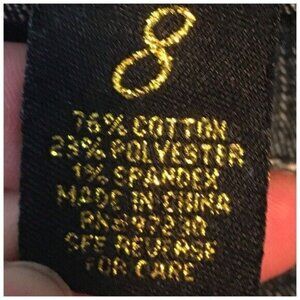 8
76% COTTON
23% POLYESTER
1% SPANDEX
MADE IN CHINA
SEE REVERSE
FOR CARE